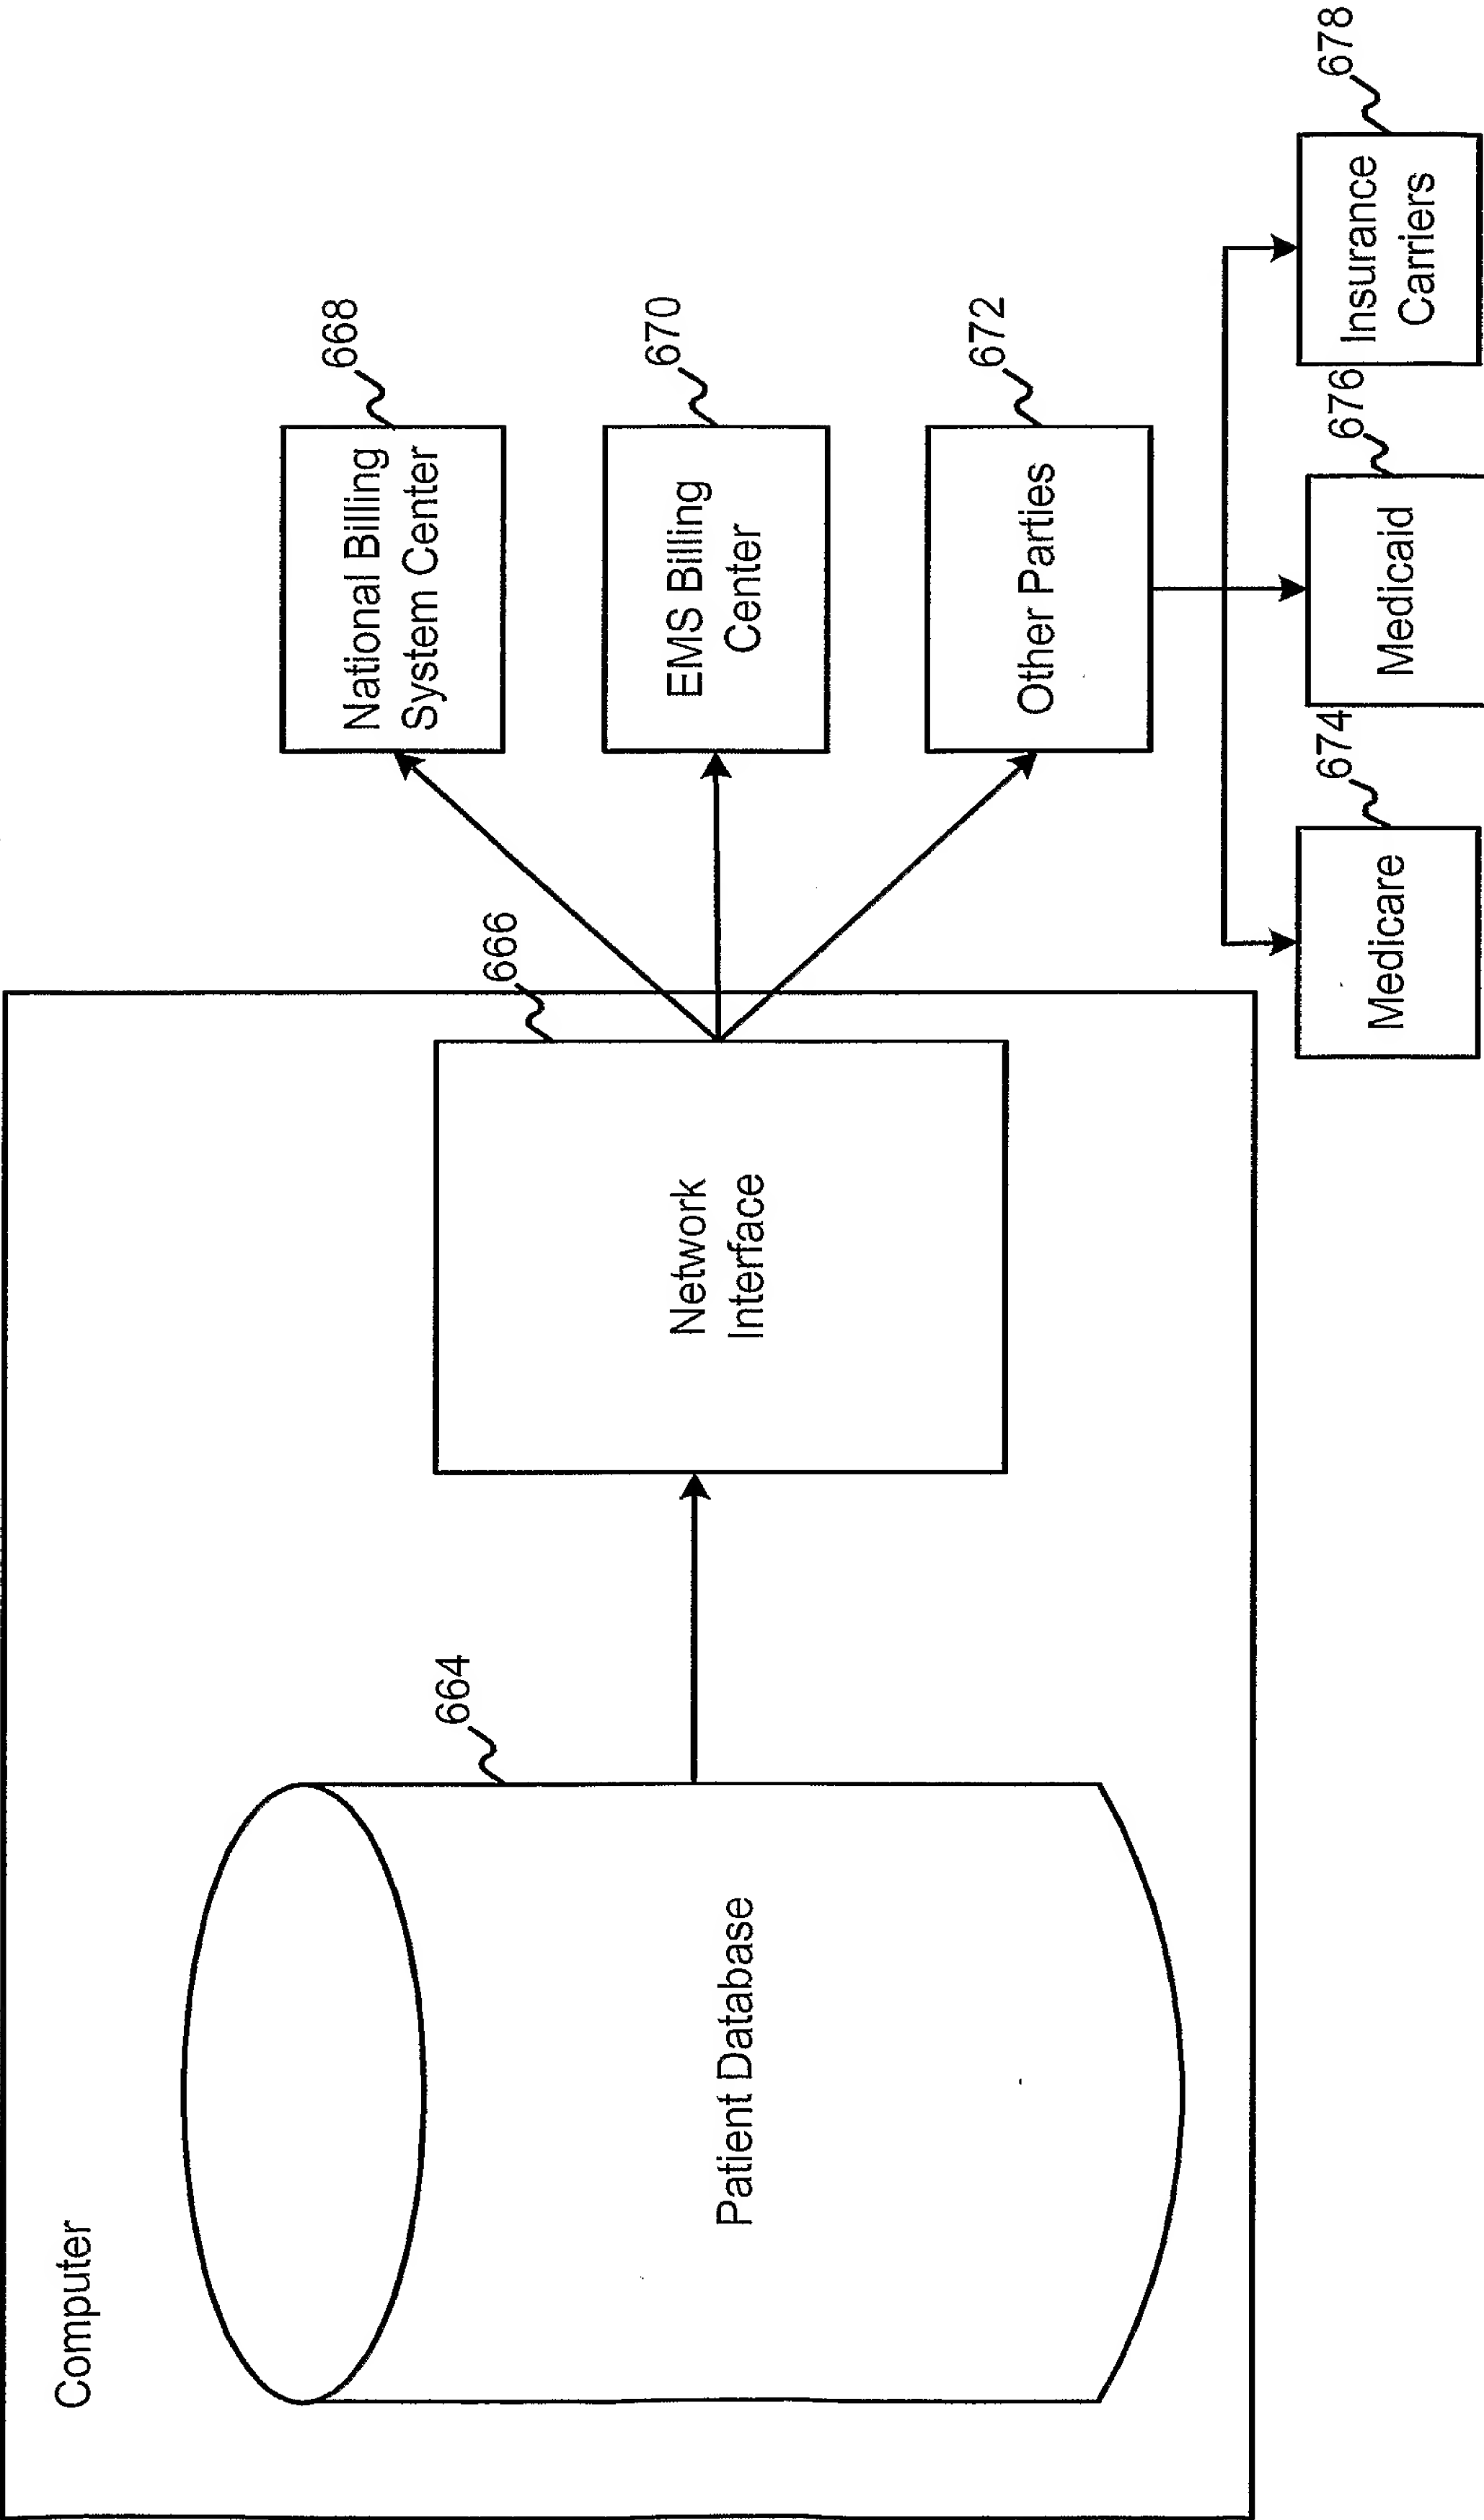 Computer
664
Patient Database
666
Network
Interface
668
National Billing
System Center
670
EMS Billing
Center
672
Other Parties
674
Medicare
676
Medicaid
678
Insurance
Carriers